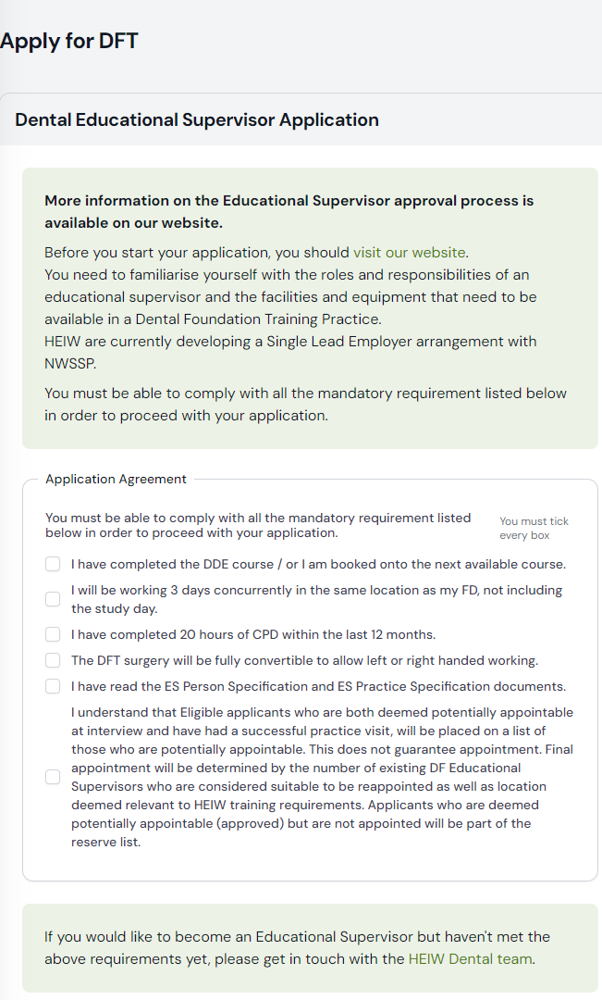 Apply for DFT
Dental Educational Supervisor Application
More information on the Educational Supervisor approval process is
available on our website.
Before you start your application, you should visit our website.
You need to familiarise yourself with the roles and responsibilities of an
educational supervisor and the facilities and equipment that need to be
available in a Dental Foundation Training Practice.
HEIW are currently developing a Single Lead Employer arrangement with
NWSSP.
You must be able to comply with all the mandatory requirement listed below
in order to proceed with your application.
Application Agreement
You must be able to comply with all the mandatory requirement listed
below in order to proceed with your application.
You must tick
every box
I have completed the DDE course / or I am booked onto the next available course.
I will be working 3 days concurrently in the same location as my FD, not including
the study day.
I have completed 20 hours of CPD within the last 12 months.
The DFT surgery will be fully convertible to allow left or right handed working.
I have read the ES Person Specification and ES Practice Specification documents.
I understand that Eligible applicants who are both deemed potentially appointable
at interview and have had a successful practice visit, will be placed on a list of
those who are potentially appointable. This does not guarantee appointment. Final
appointment will be determined by the number of existing DF Educational
Supervisors who are considered suitable to be reappointed as well as location
deemed relevant to HEIW training requirements. Applicants who are deemed
potentially appointable (approved) but are not appointed will be part of the
reserve list.
If you would like to become an Educational Supervisor but haven't met the
above requirements yet, please get in touch with the HEIW Dental team.